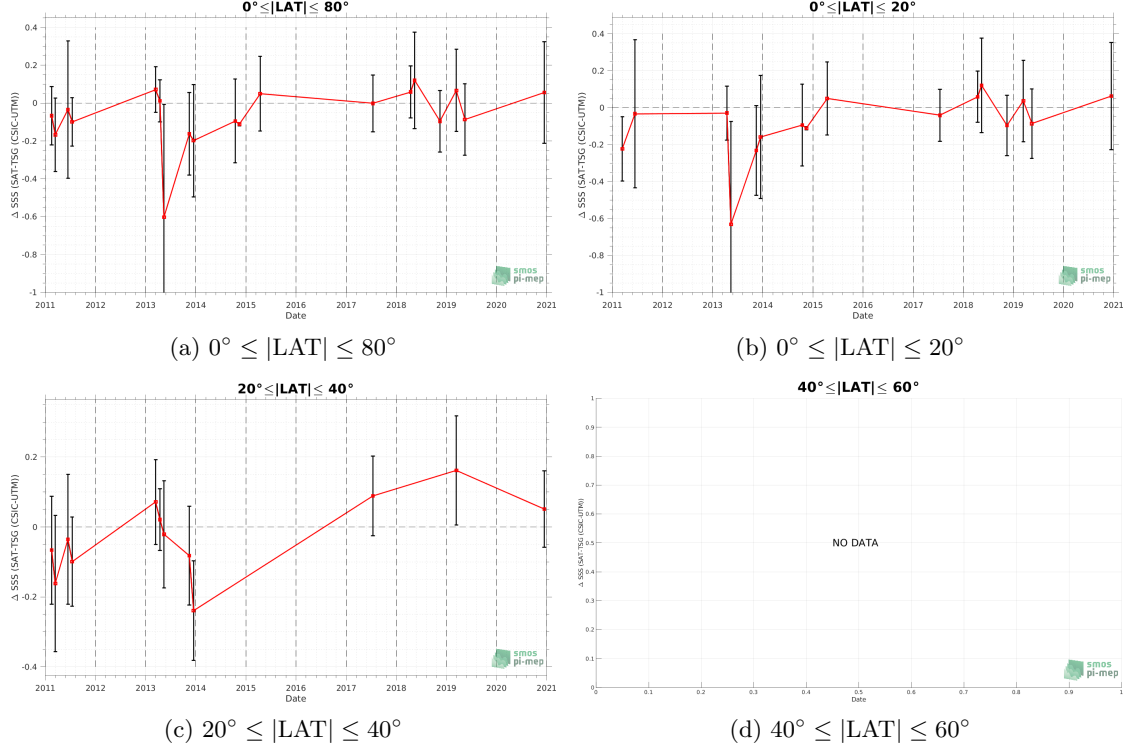 0°≤|LAT|≤ 80°
0.4
0.2
0
-0.2
-0.4
-0.6
-0.8
-1
Δ SSS (SAT-TSG (CSIC-UTM))
2011 2012 2013 2014 2015 2016 2017 2018 2019 2020 2021
Date
smos
pi-mep
(a) 0° ≤ |LAT| ≤ 80°
0°≤|LAT|≤ 20°
0.4
0.2
0
-0.2
-0.4
-0.6
-0.8
-1
Δ SSS (SAT-TSG (CSIC-UTM))
2011 2012 2013 2014 2015 2016 2017 2018 2019 2020 2021
Date
smos
pi-mep
(b) 0° ≤ |LAT| ≤ 20°
20°≤|LAT|≤ 40°
0.2
0
-0.2
-0.4
Δ SSS (SAT-TSG (CSIC-UTM))
2011 2012 2013 2014 2015 2016 2017 2018 2019 2020 2021
Date
smos
pi-mep
(c) 20° ≤ |LAT| ≤ 40°
40°≤|LAT|≤ 60°
1
0.9
0.8
0.7
0.6
0.5
0.4
0.3
0.2
0.1
0
Δ SSS (SAT-TSG (CSIC-UTM))
NO DATA
0 0.1 0.2 0.3 0.4 0.5 0.6 0.7 0.8 0.9 1
Date
smos
pi-mep
(d) 40° ≤ |LAT| ≤ 60°